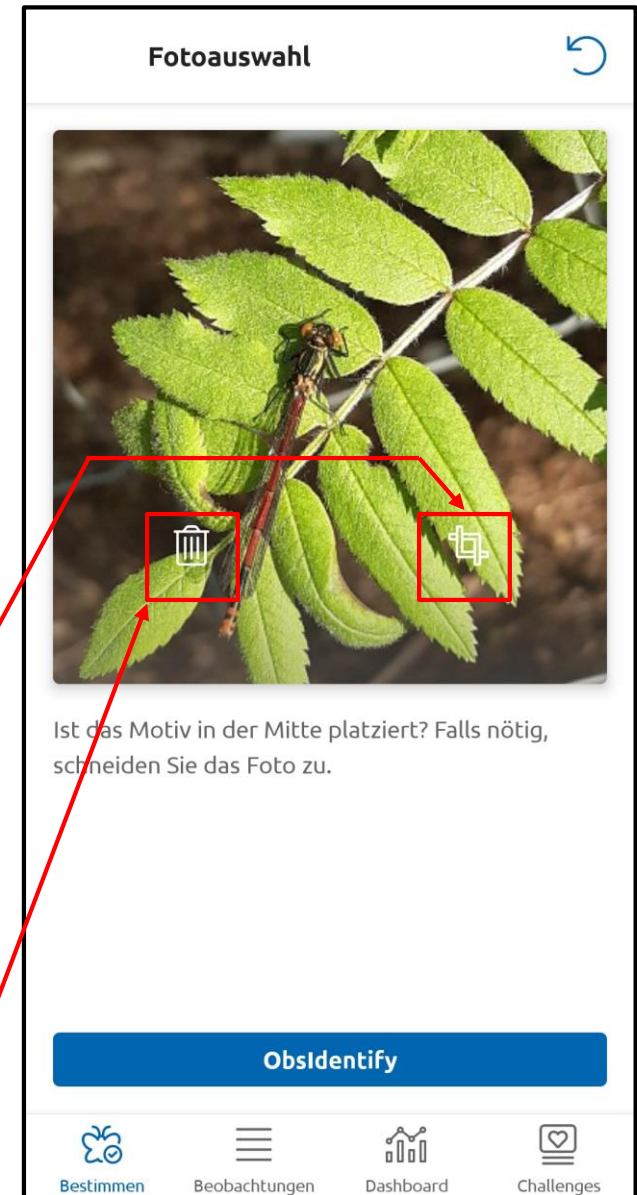 Fotoauswahl
Ist das Motiv in der Mitte platziert? Falls nötig,
schneiden Sie das Foto zu.
ObsIdentify
Bestimmen Beobachtungen Dashboard Challenges